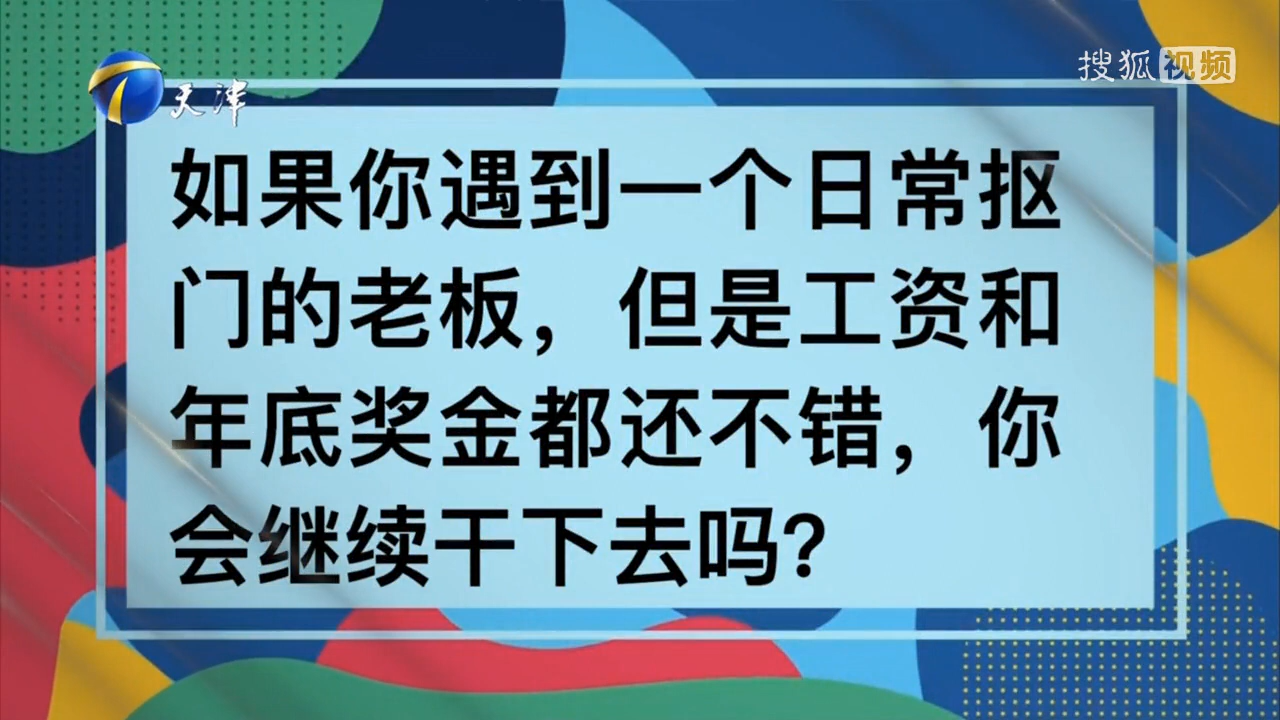 天津
搜狐视频
如果你遇到一个日常抠
门的老板，但是工资和
年底奖金都还不错，你
会继续干下去吗？